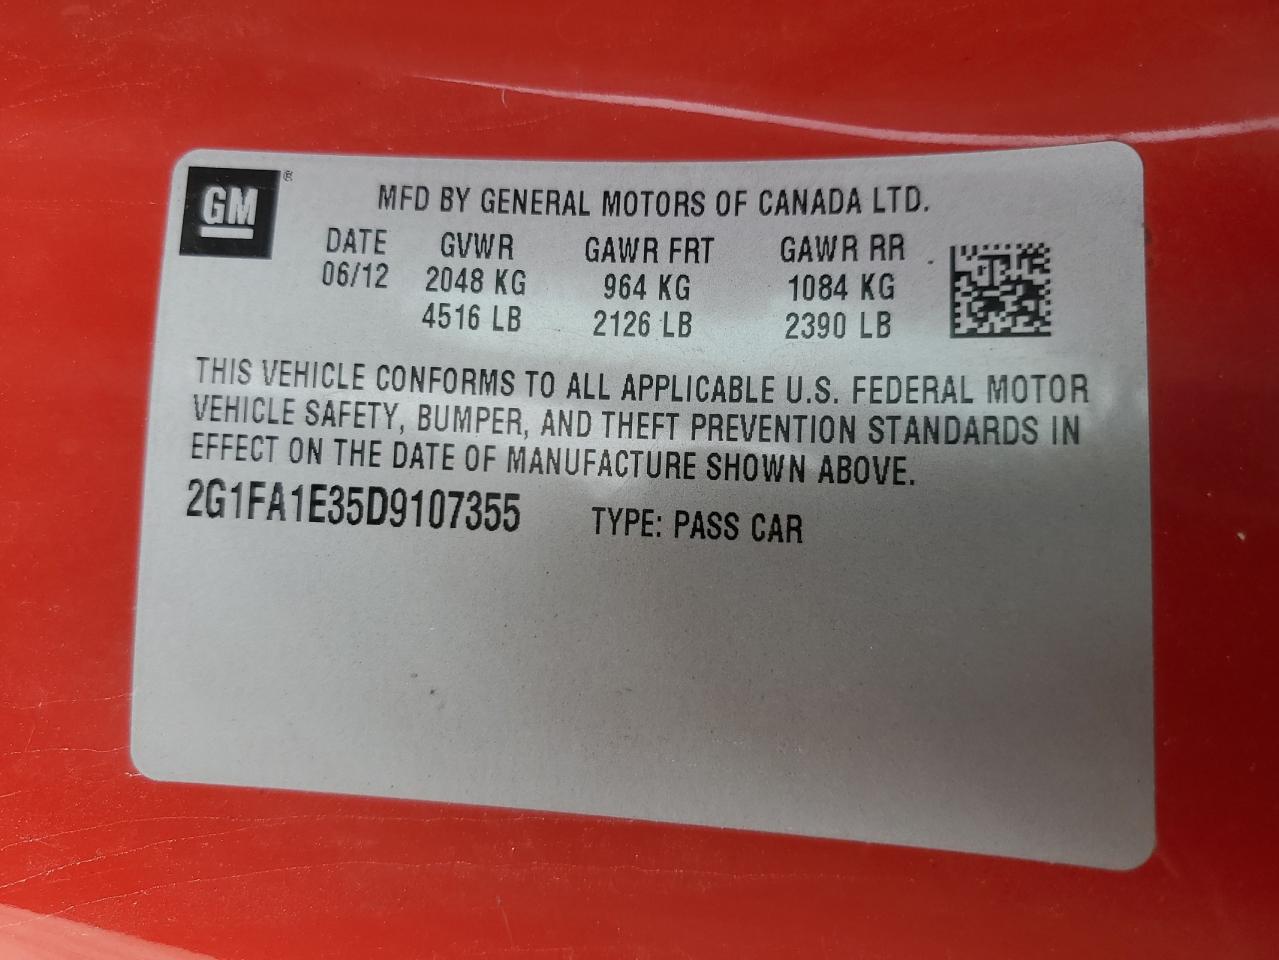 GM ®
MFD BY GENERAL MOTORS OF CANADA LTD.
DATE GVWR GAWR FRT GAWR RR
06/12 2048 KG 964 KG 1084 KG
4516 LB 2126 LB 2390 LB
THIS VEHICLE CONFORMS TO ALL APPLICABLE U.S. FEDERAL MOTOR
VEHICLE SAFETY, BUMPER, AND THEFT PREVENTION STANDARDS IN
EFFECT ON THE DATE OF MANUFACTURE SHOWN ABOVE.
2G1FA1E35D9107355 TYPE: PASS CAR